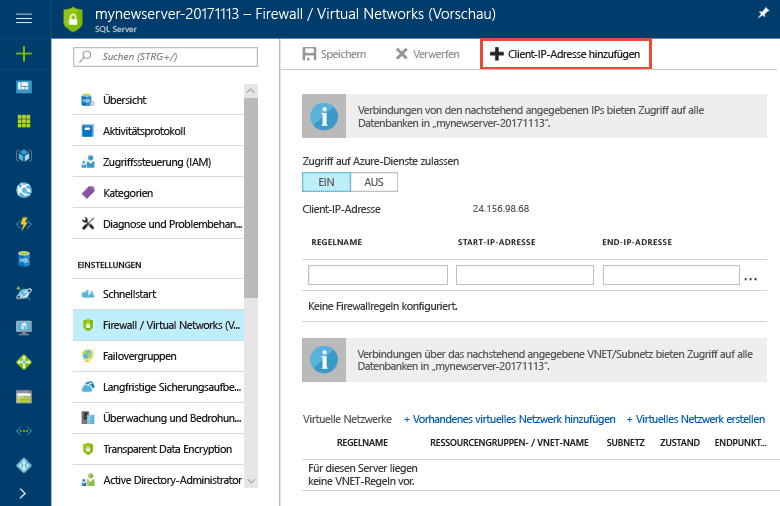 mynewserver-20171113 – Firewall / Virtual Networks (Vorschau)
SQL Server
Suchen (STRG+/)
Übersicht
Aktivitätsprotokoll
Zugriffssteuerung (IAM)
Kategorien
Diagnose und Problembehan...
EINSTELLUNGEN
Schnellstart
Firewall / Virtual Networks (V...
Failovergruppen
Langfristige Sicherungsaufbe...
Überwachung und Bedrohun...
Transparent Data Encryption
Active Directory-Administrator
Speichern Verwerfen Client-IP-Adresse hinzufügen
Verbindungen von den nachstehend angegebenen IPs bieten Zugriff auf alle
Datenbanken in „mynewserver-20171113“.
Zugriff auf Azure-Dienste zulassen
EIN AUS
Client-IP-Adresse 24.156.98.68
REGELNAME START-IP-ADRESSE END-IP-ADRESSE
...
Keine Firewallregeln konfiguriert.
Verbindungen über das nachstehend angegebene VNET/Subnetz bieten Zugriff auf alle
Datenbanken in „mynewserver-20171113“.
Virtuelle Netzwerke + Vorhandenes virtuelles Netzwerk hinzufügen + Virtuelles Netzwerk erstellen
REGELNAME RESSOURCENGRUPPEN- / VNET-NAME SUBNETZ ZUSTAND ENDPUNKT...
Für diesen Server liegen
keine VNET-Regeln vor.